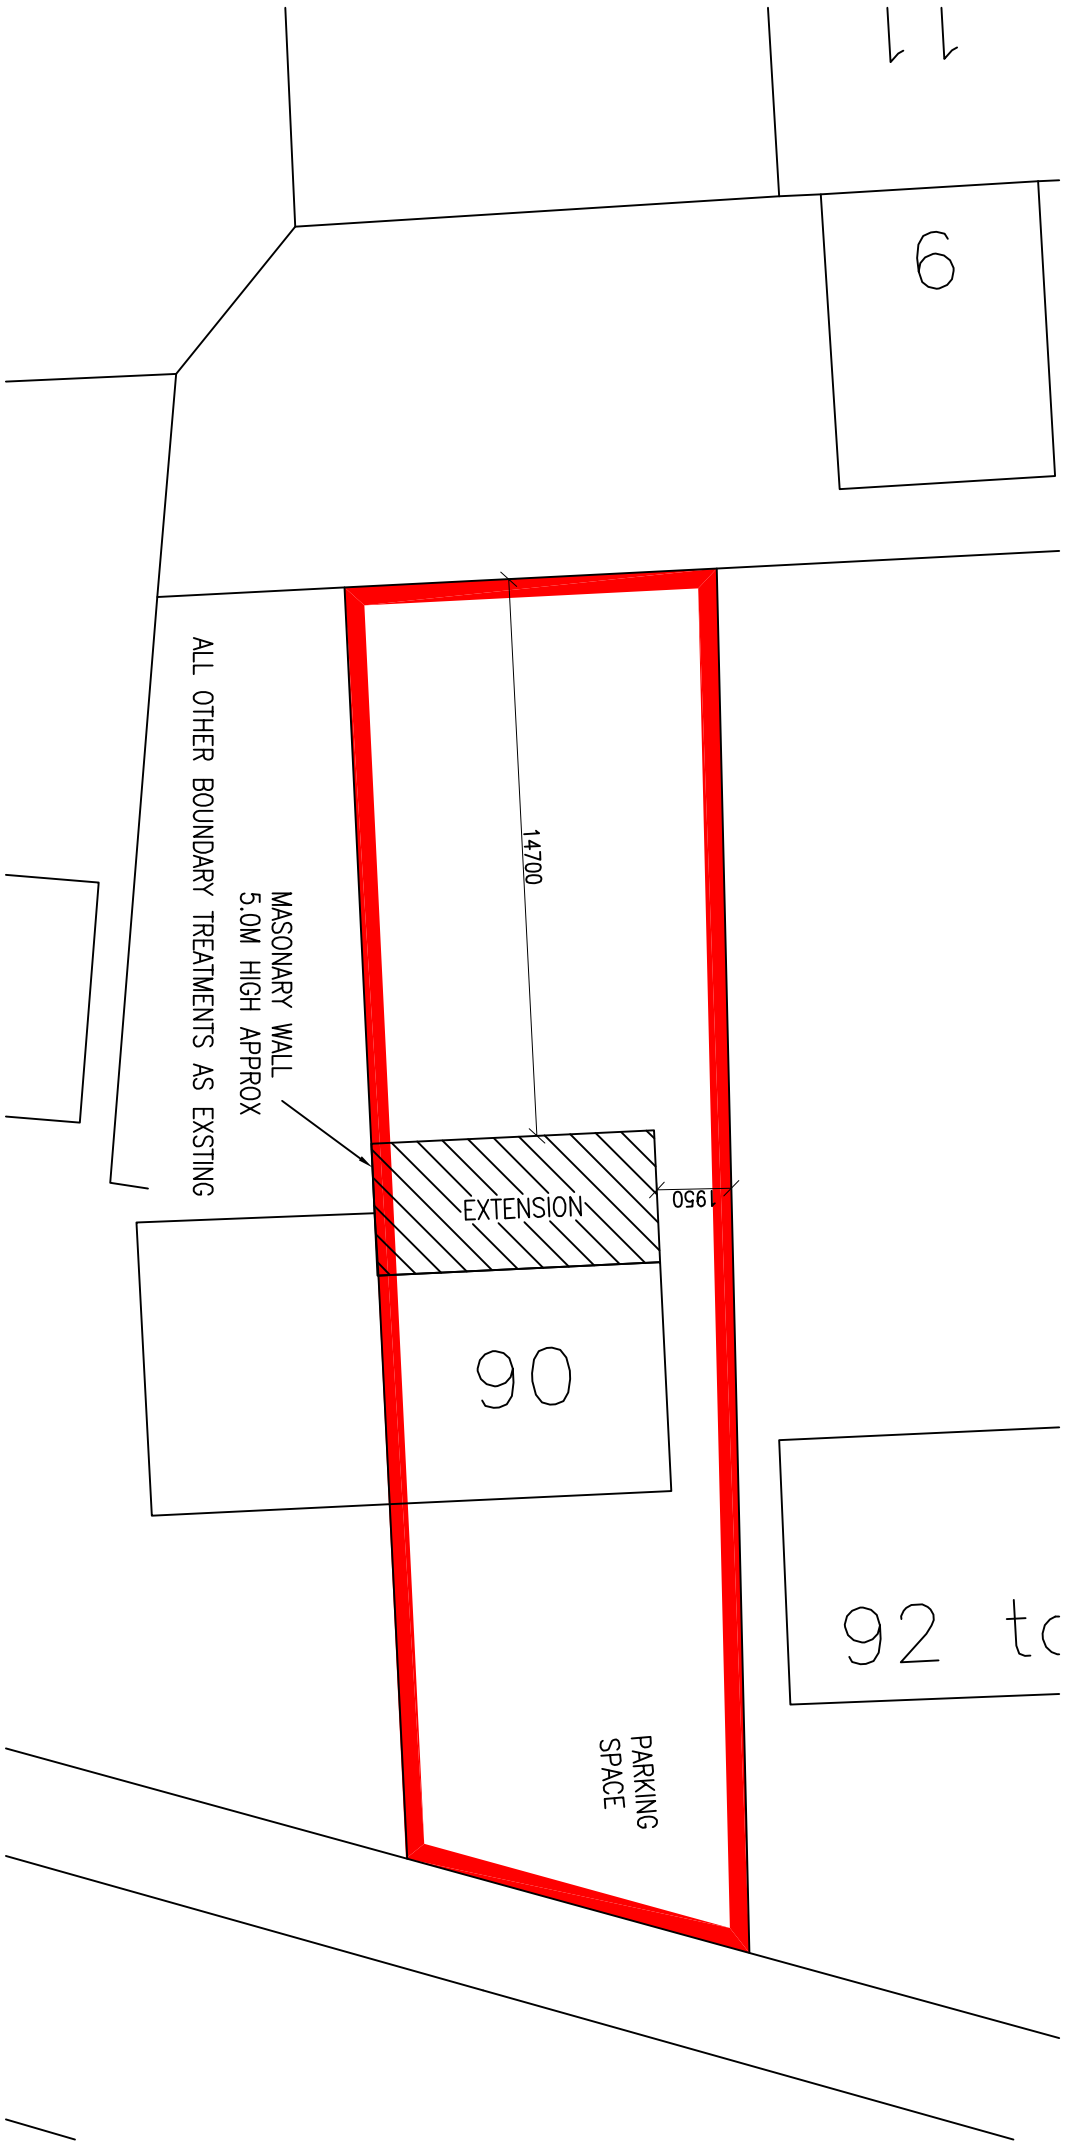 11
6
14700
ALL OTHER BOUNDARY TREATMENTS AS EXSTING
MASONARY WALL
5.0M HIGH APPROX
EXTENSION
1950
90
92 to
PARKING
SPACE